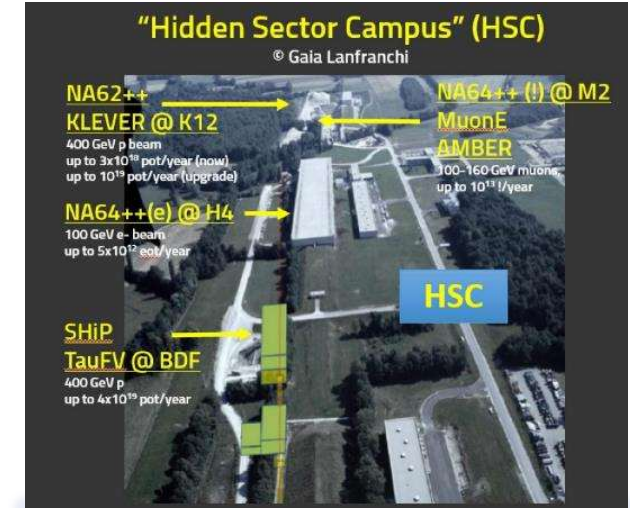 “Hidden Sector Campus” (HSC)
© Gaia Lanfranchi
NA62++
KLEVER @ K12
400 GeV p beam
up to 3x10¹⁸ pot/year (now)
up to 10¹⁹ pot/year (upgrade)
NA64++(e) @ H4
100 GeV e- beam
up to 5x10¹² eot/year
SHiP
TauFV @ BDF
400 GeV p
up to 4x10¹⁹ pot/year
NA64++ (!) @ M2
MuonE
AMBER
100-160 GeV muons,
up to 10¹³ !/year
HSC